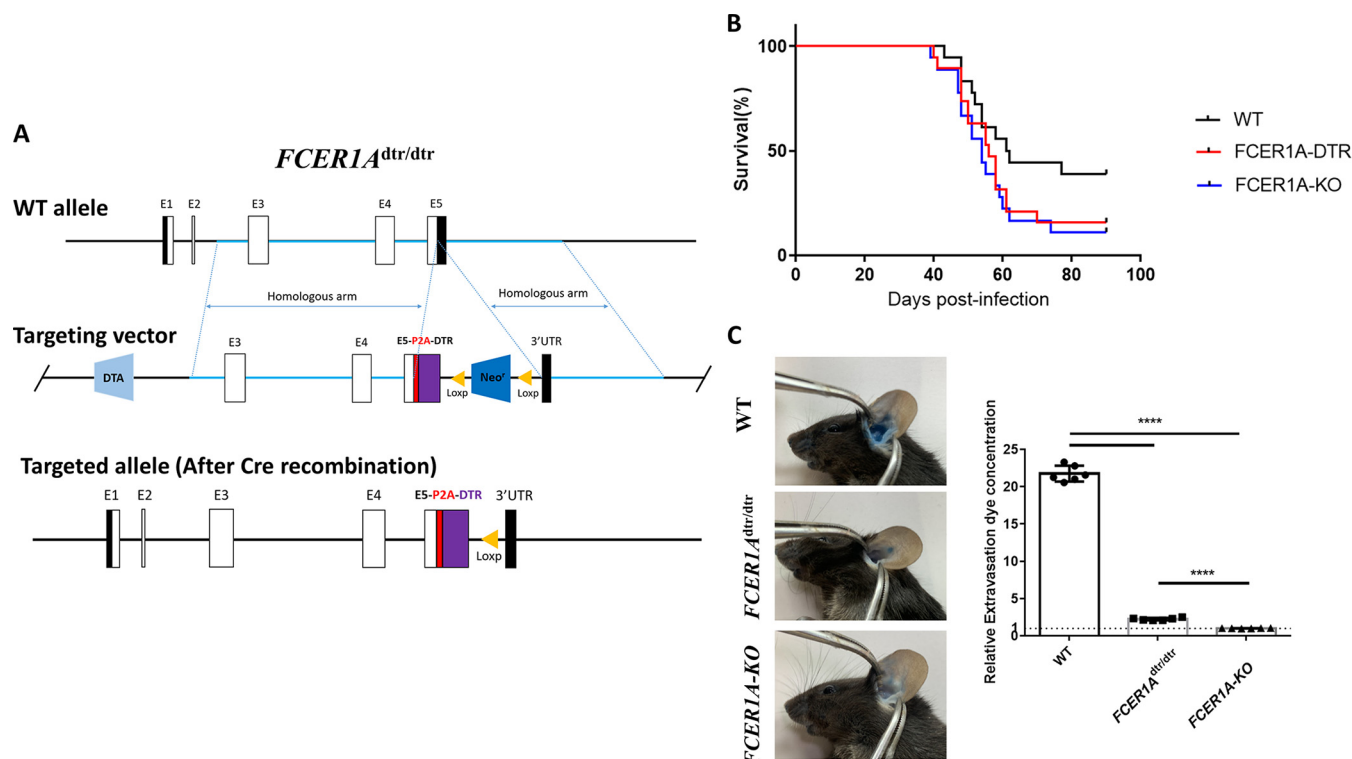 A
FCER1A^dtr/dtr
WT allele
E1
E2
E3
E4
E5
Homologous arm
Homologous arm
Targeting vector
DTA
E3
E4
E5-P2A-DTR
Loxp
Neo^r
Loxp
3'UTR
Targeted allele (After Cre recombination)
E1
E2
E3
E4
E5-P2A-DTR
Loxp
3'UTR
B
Survival(%)
100
50
0
0
20
40
60
80
100
Days post-infection
WT
FCER1A-DTR
FCER1A-KO
C
WT
FCER1A^dtr/dtr
FCER1A-KO
Relative Extravasation dye concentration
25
20
15
10
5
1
0
****
****
WT
FCER1A^dtr/dtr
FCER1A-KO